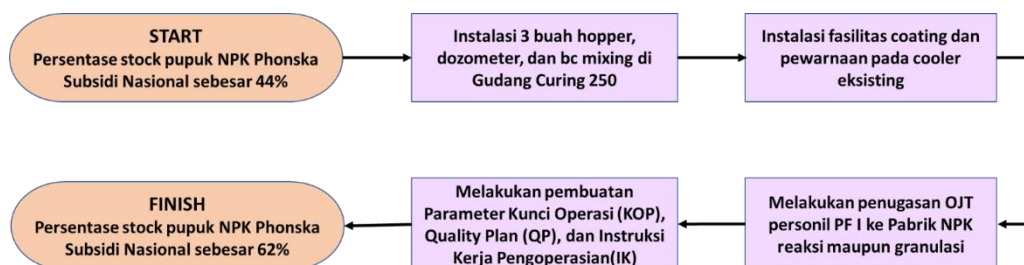 START
Persentase stock pupuk NPK Phonska
Subsidi Nasional sebesar 44%
Instalasi 3 buah hopper,
dozometer, dan bc mixing di
Gudang Curing 250
Instalasi fasilitas coating dan
pewarnaan pada cooler
eksisting
Melakukan penugasan OJT
personil PF I ke Pabrik NPK
reaksi maupun granulasi
Melakukan pembuatan
Parameter Kunci Operasi (KOP),
Quality Plan (QP), dan Instruksi
Kerja Pengoperasian(IK)
FINISH
Persentase stock pupuk NPK Phonska
Subsidi Nasional sebesar 62%